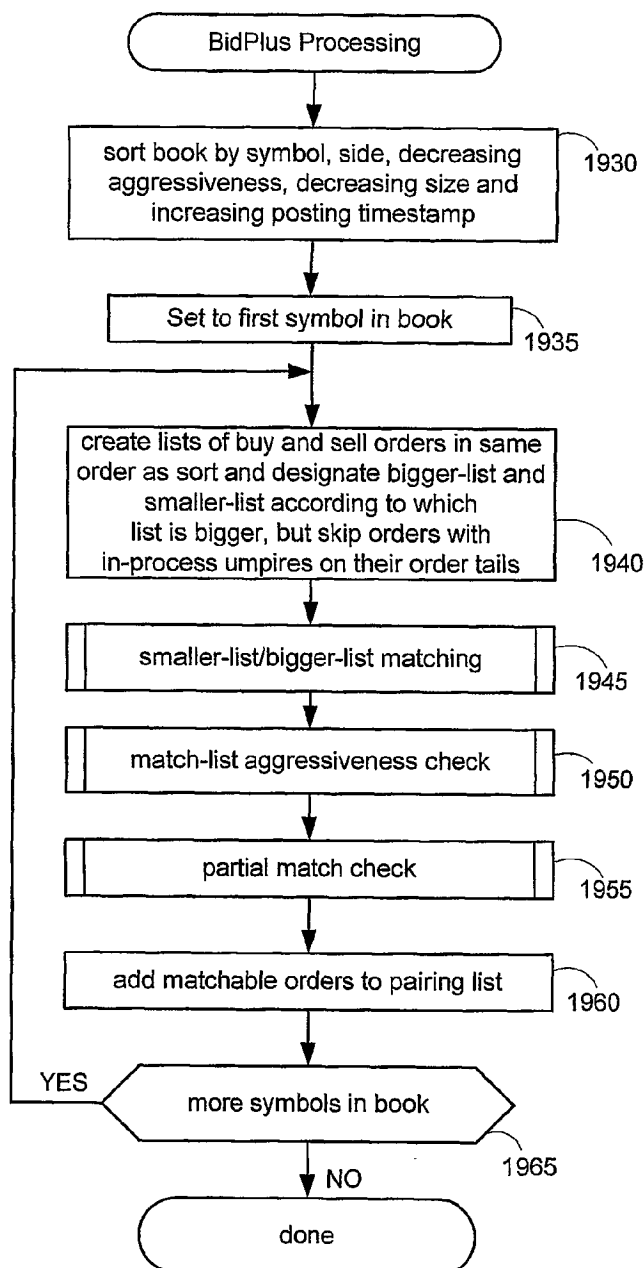 BidPlus Processing
sort book by symbol, side, decreasing
aggressiveness, decreasing size and
increasing posting timestamp
1930
Set to first symbol in book
1935
create lists of buy and sell orders in same
order as sort and designate bigger-list and
smaller-list according to which
list is bigger, but skip orders with
in-process umpires on their order tails
1940
smaller-list/bigger-list matching
1945
match-list aggressiveness check
1950
partial match check
1955
add matchable orders to pairing list
1960
YES
more symbols in book
1965
NO
done